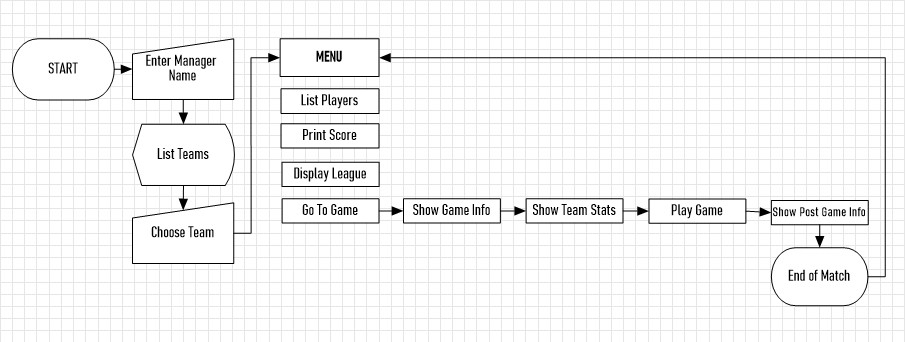 START
Enter Manager
Name
List Teams
Choose Team
MENU
List Players
Print Score
Display League
Go To Game
Show Game Info
Show Team Stats
Play Game
Show Post Game Info
End of Match